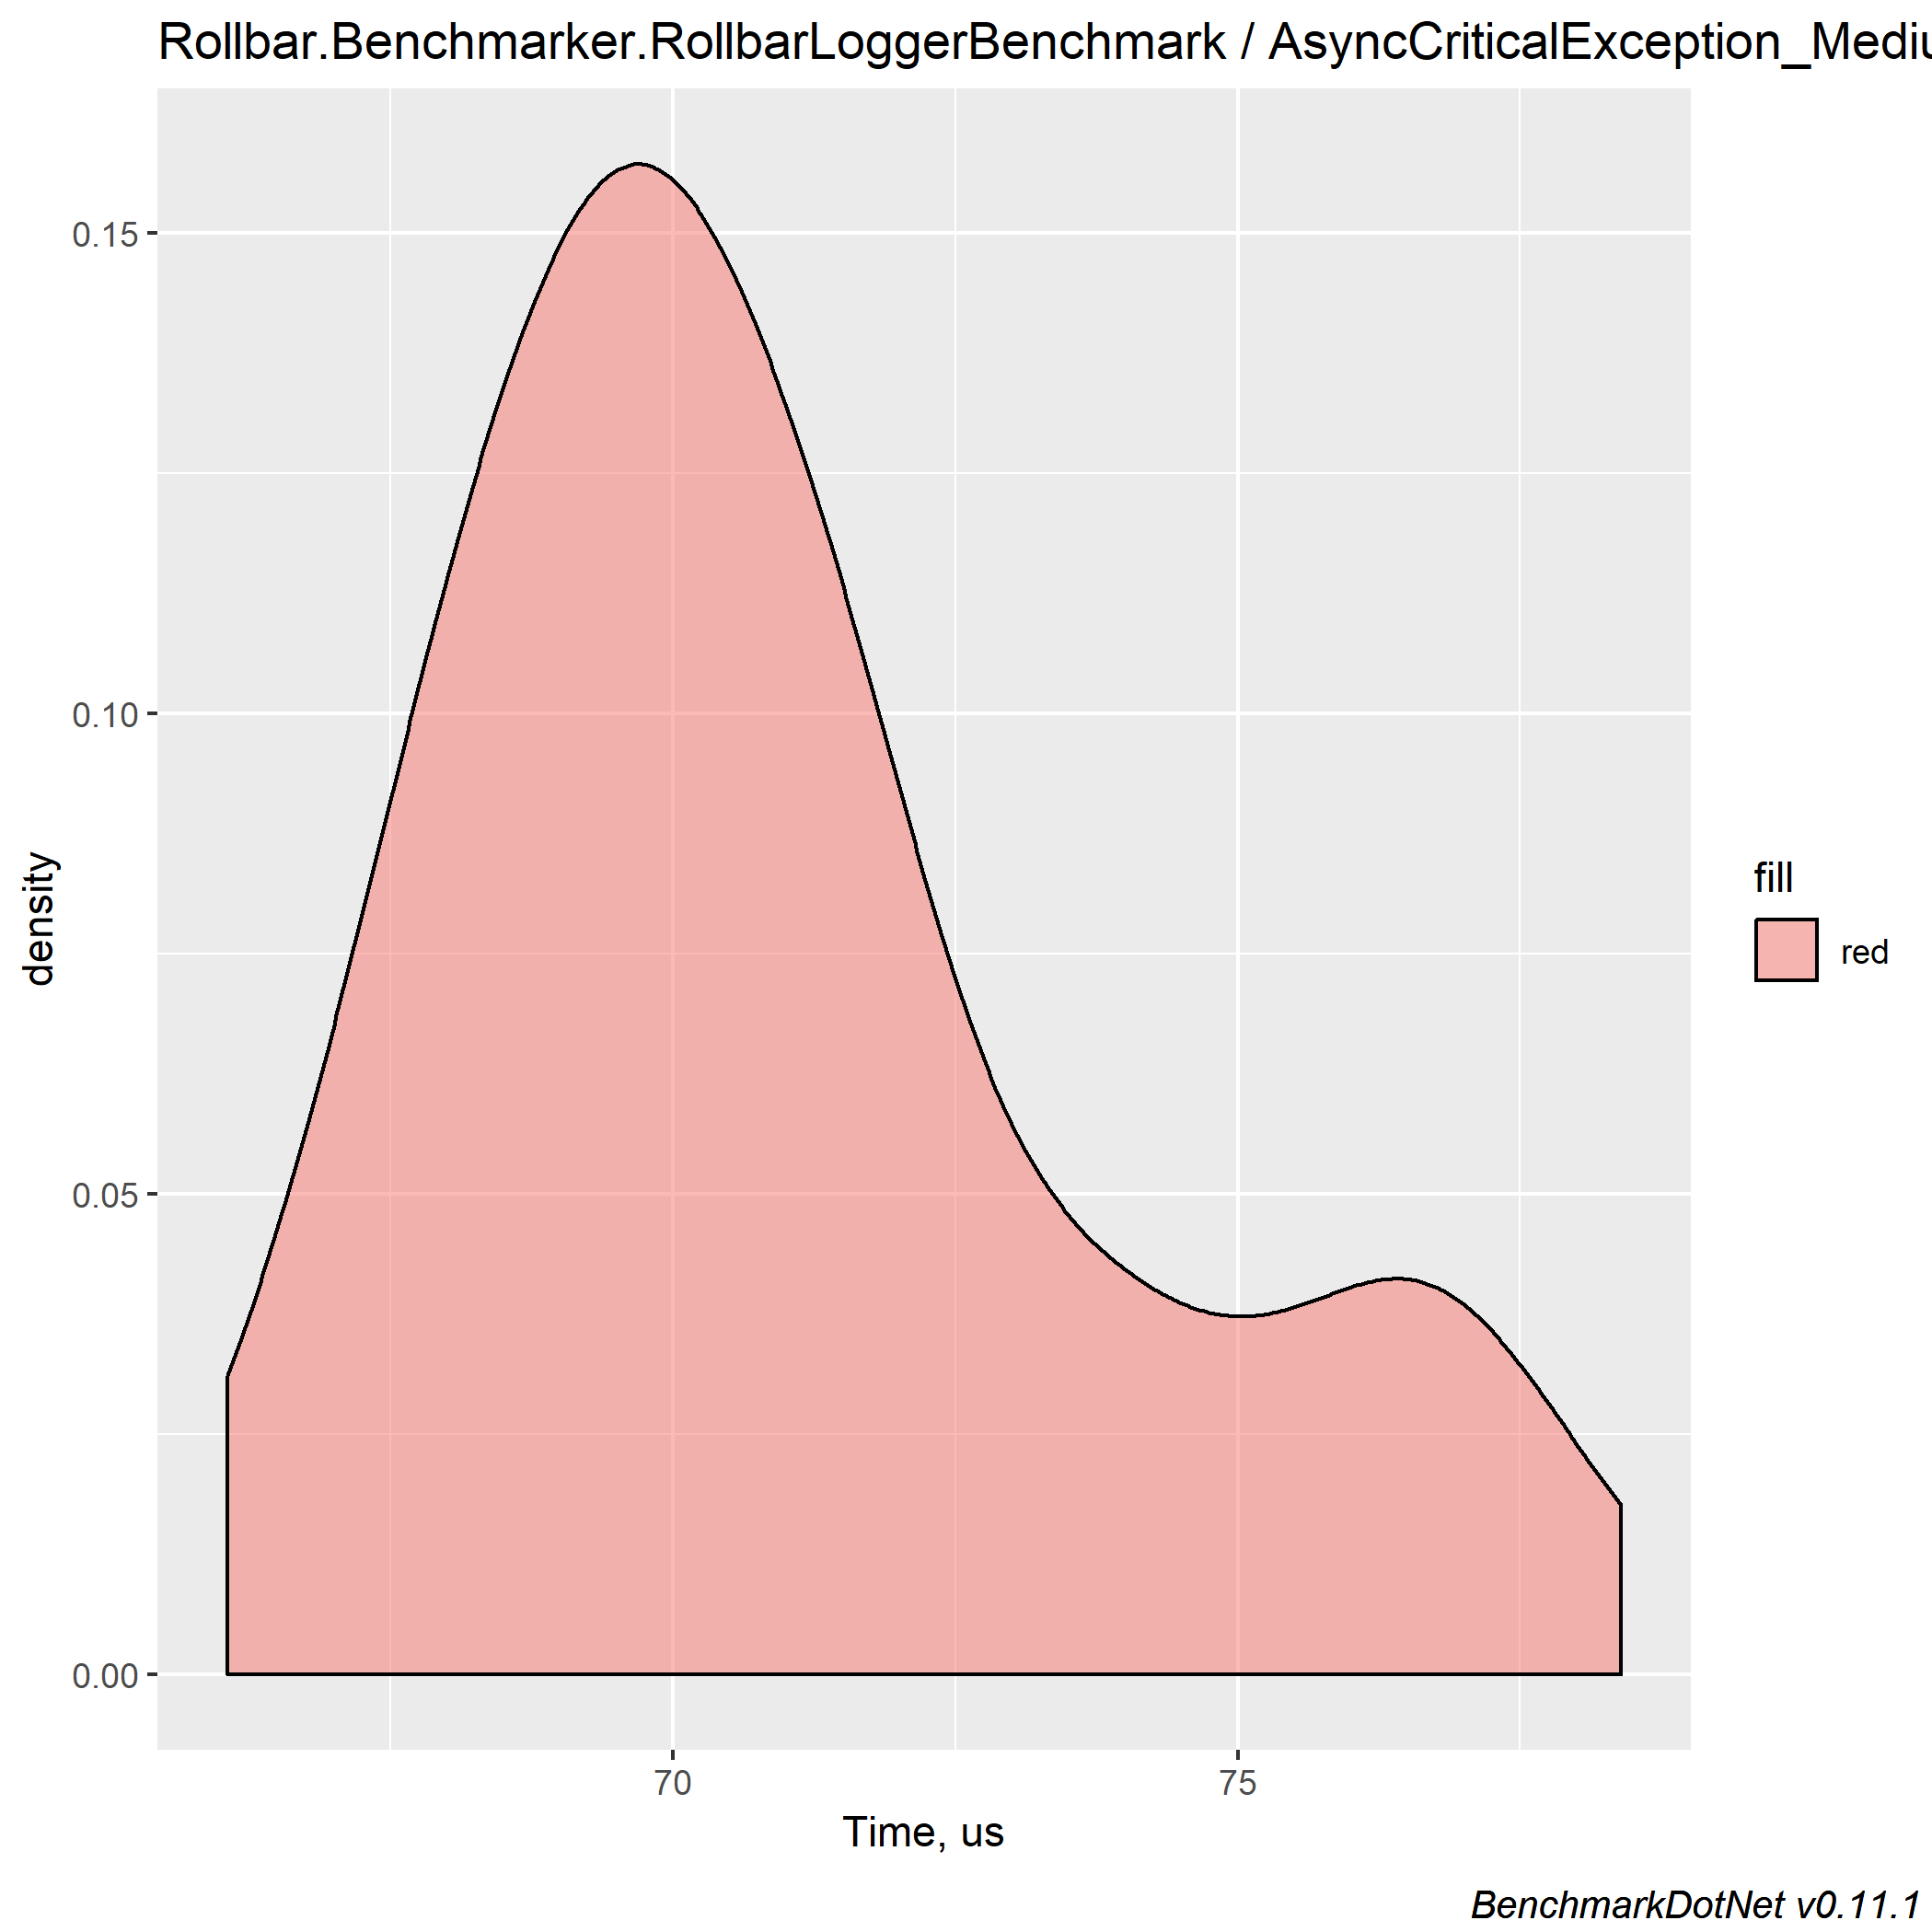 Rollbar.Benchmarker.RollbarLoggerBenchmark / AsyncCriticalException_Mediu
0.15
0.10
0.05
0.00
density
70
75
Time, us
fill
red
BenchmarkDotNet v0.11.1